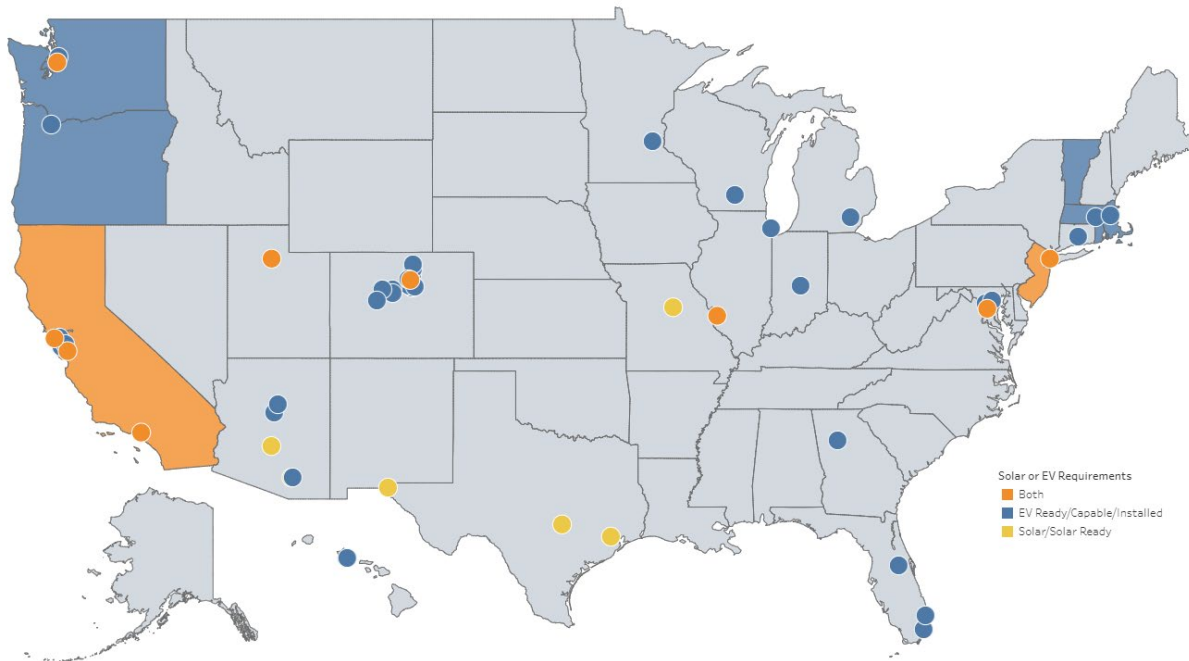 Solar or EV Requirements
Both
EV Ready/Capable/Installed
Solar/Solar Ready